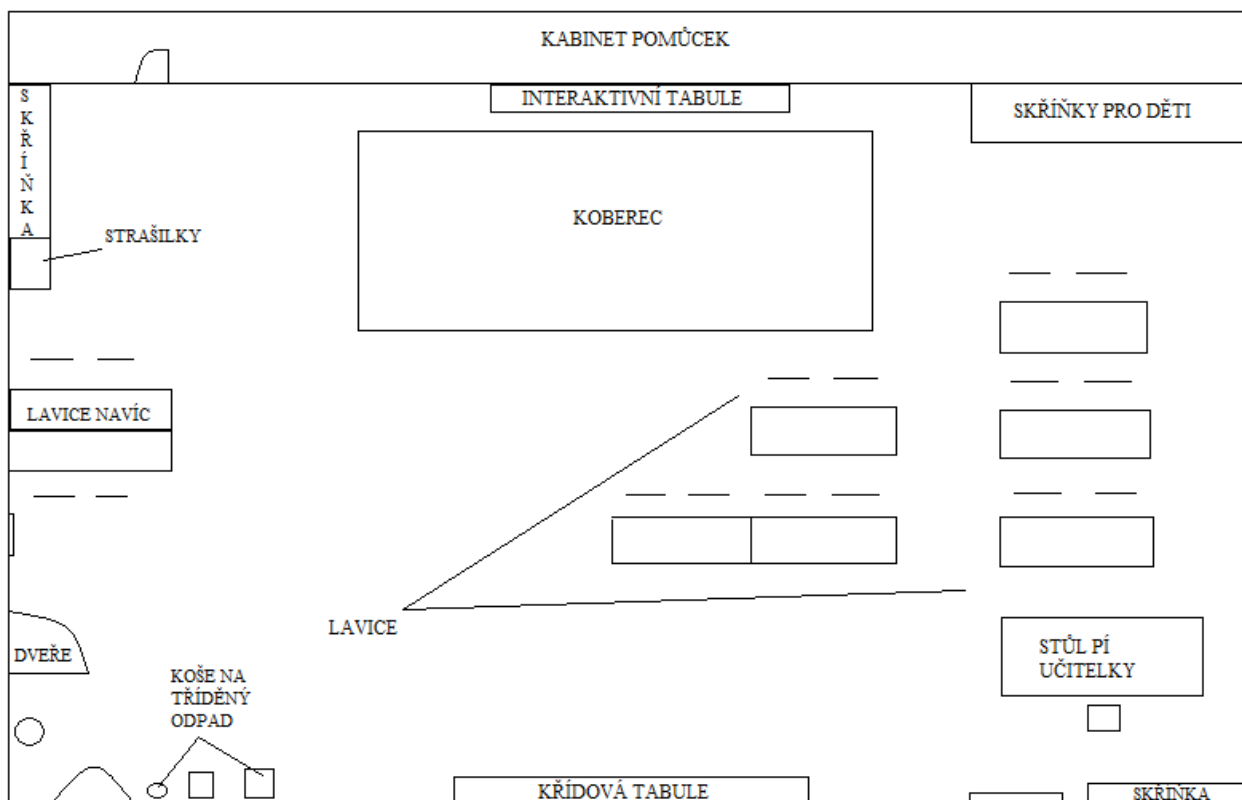 KABINET POMŮCEK
SKŘÍŇKA
INTERAKTIVNÍ TABULE
SKŘÍŇKY PRO DĚTI
KOBEREC
STRAŠILKY
LAVICE NAVÍC
LAVICE
DVEŘE
STŮL PÍ
UČITELKY
KOŠE NA
TŘÍDĚNÝ
ODPAD
KŘÍDOVÁ TABULE
SKŘÍŇKA